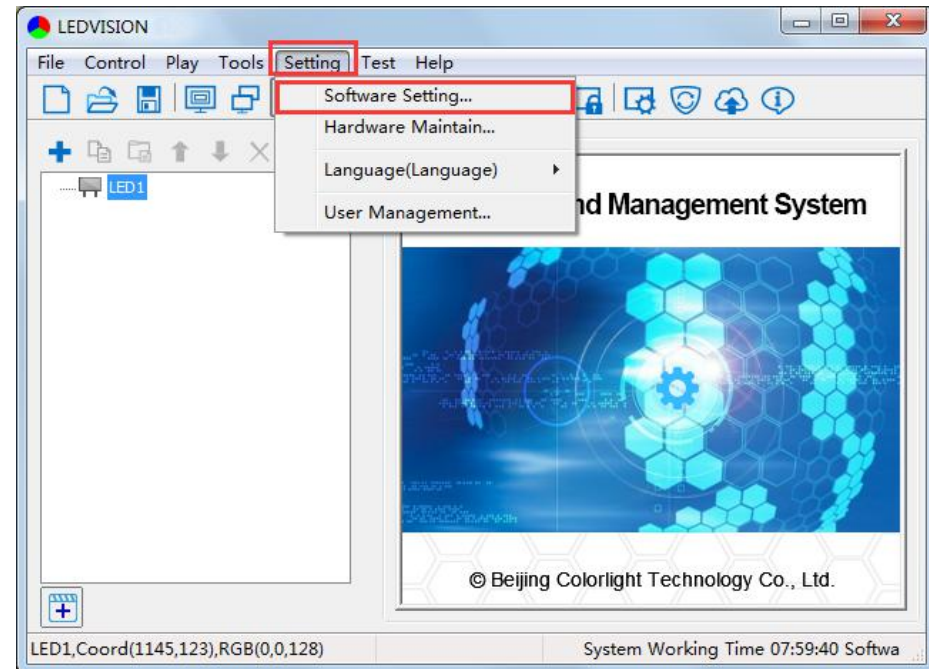 LEDVISION
File Control Play Tools Setting Test Help
Software Setting...
Hardware Maintain...
Language(Language)
User Management...
LED1
nd Management System
© Beijing Colorlight Technology Co., Ltd.
LED1,Coord(1145,123),RGB(0,0,128) System Working Time 07:59:40 Softwa